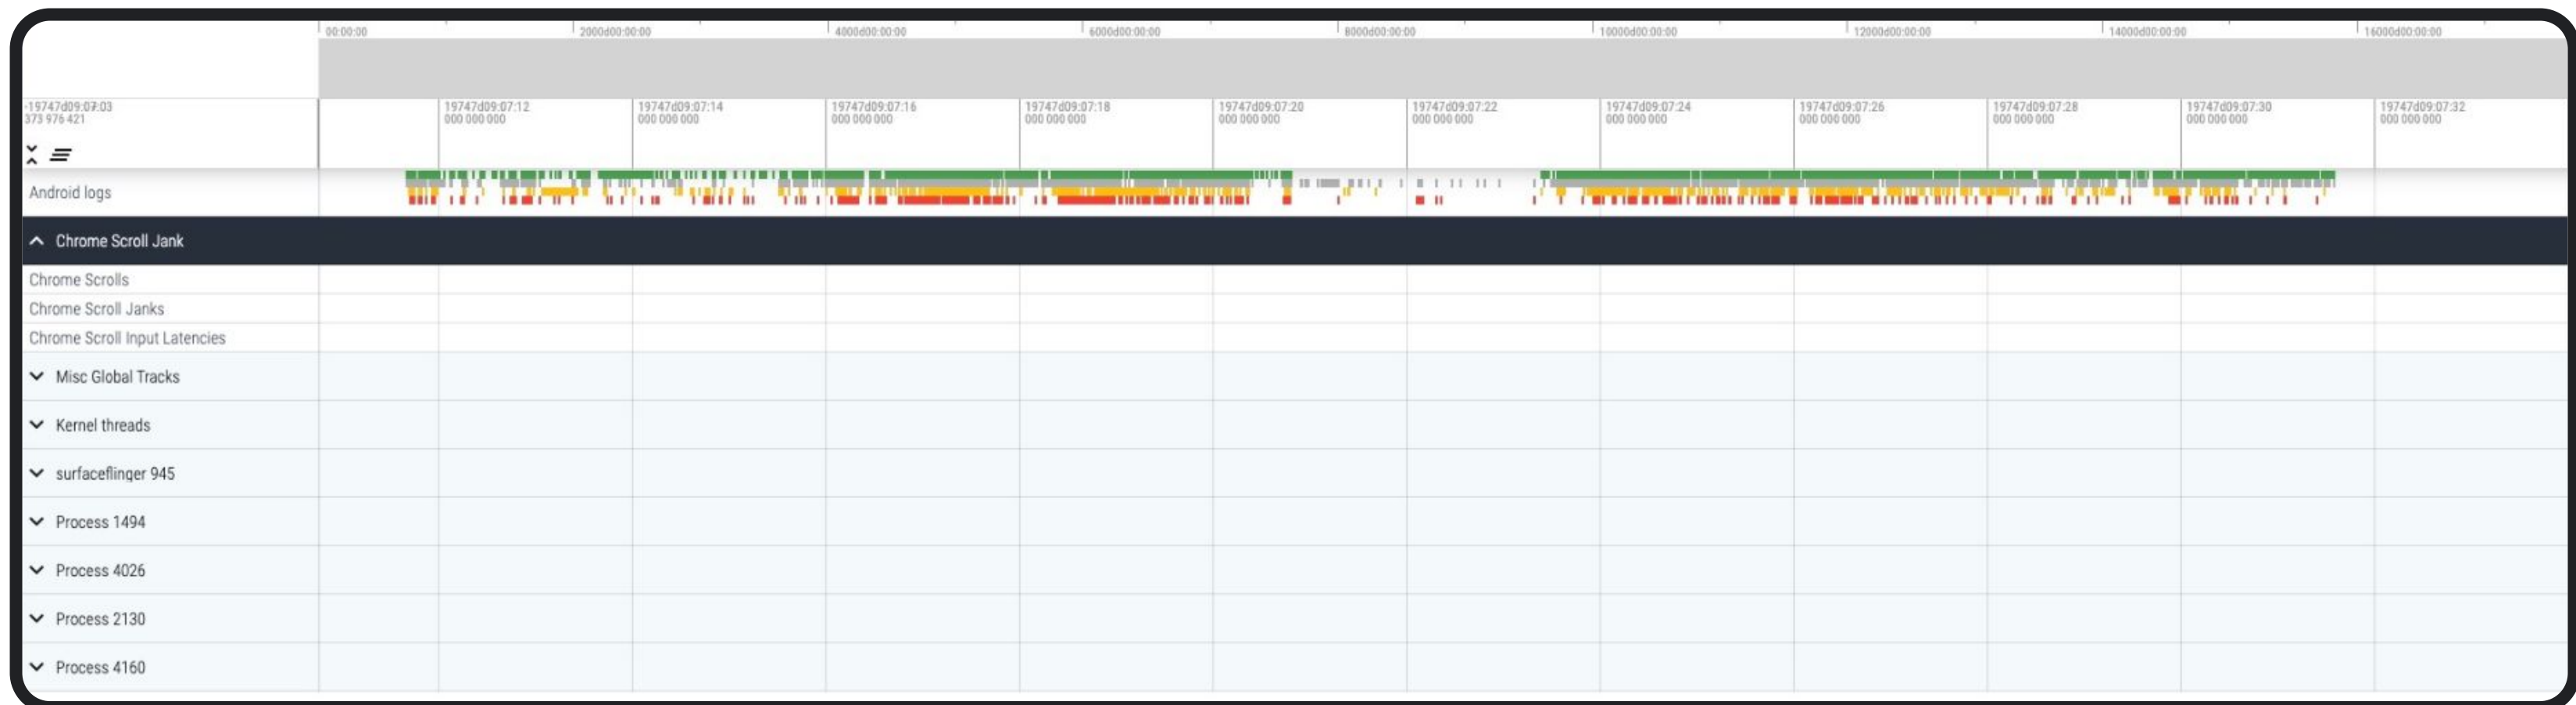 00:00:00 2000d00:00:00 4000d00:00:00 6000d00:00:00 8000d00:00:00 10000d00:00:00 12000d00:00:00 14000d00:00:00 16000d00:00:00
-19747d09:07:03 19747d09:07:12 19747d09:07:14 19747d09:07:16 19747d09:07:18 19747d09:07:20 19747d09:07:22 19747d09:07:24 19747d09:07:26 19747d09:07:28 19747d09:07:30 19747d09:07:32
373 976 421 000 000 000 000 000 000 000 000 000 000 000 000 000 000 000 000 000 000 000 000 000 000 000 000 000 000 000 000 000 000 000 000 000
Android logs
Chrome Scroll Jank
Chrome Scrolls
Chrome Scroll Janks
Chrome Scroll Input Latencies
Misc Global Tracks
Kernel threads
surfaceflinger 945
Process 1494
Process 4026
Process 2130
Process 4160